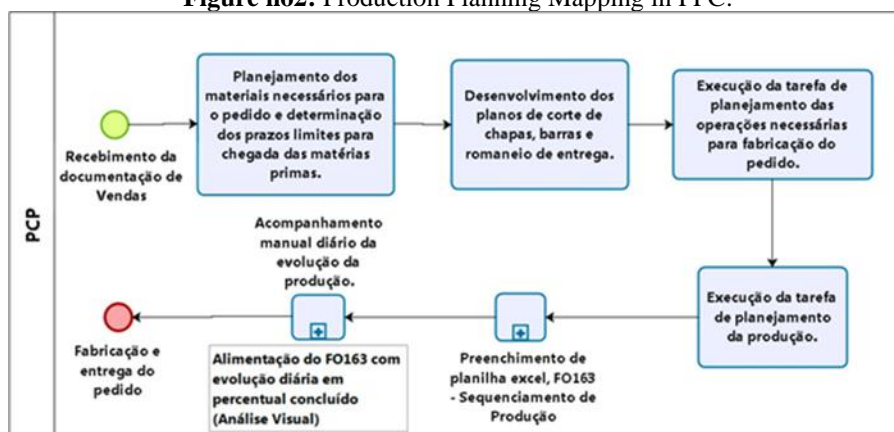 Figure no2: Production Planning Mapping in PPC.
PCP
Recebimento da
documentação de
Vendas
Planejamento dos
materiais necessários para
o pedido e determinação
dos prazos limites para
chegada das matérias
primas.
Desenvolvimento dos
planos de corte de
chapas, barras e
romaneio de entrega.
Execução da tarefa de
planejamento das
operações necessárias
para fabricação do
pedido.
Execução da tarefa
de planejamento
da produção.
Preenchimento de
planilha excel, FO163
- Sequenciamento de
Produção
Acompanhamento
manual diário da
evolução da
produção.
Alimentação do FO163 com
evolução diária em
percentual concluído
(Análise Visual)
Fabricação e
entrega do
pedido